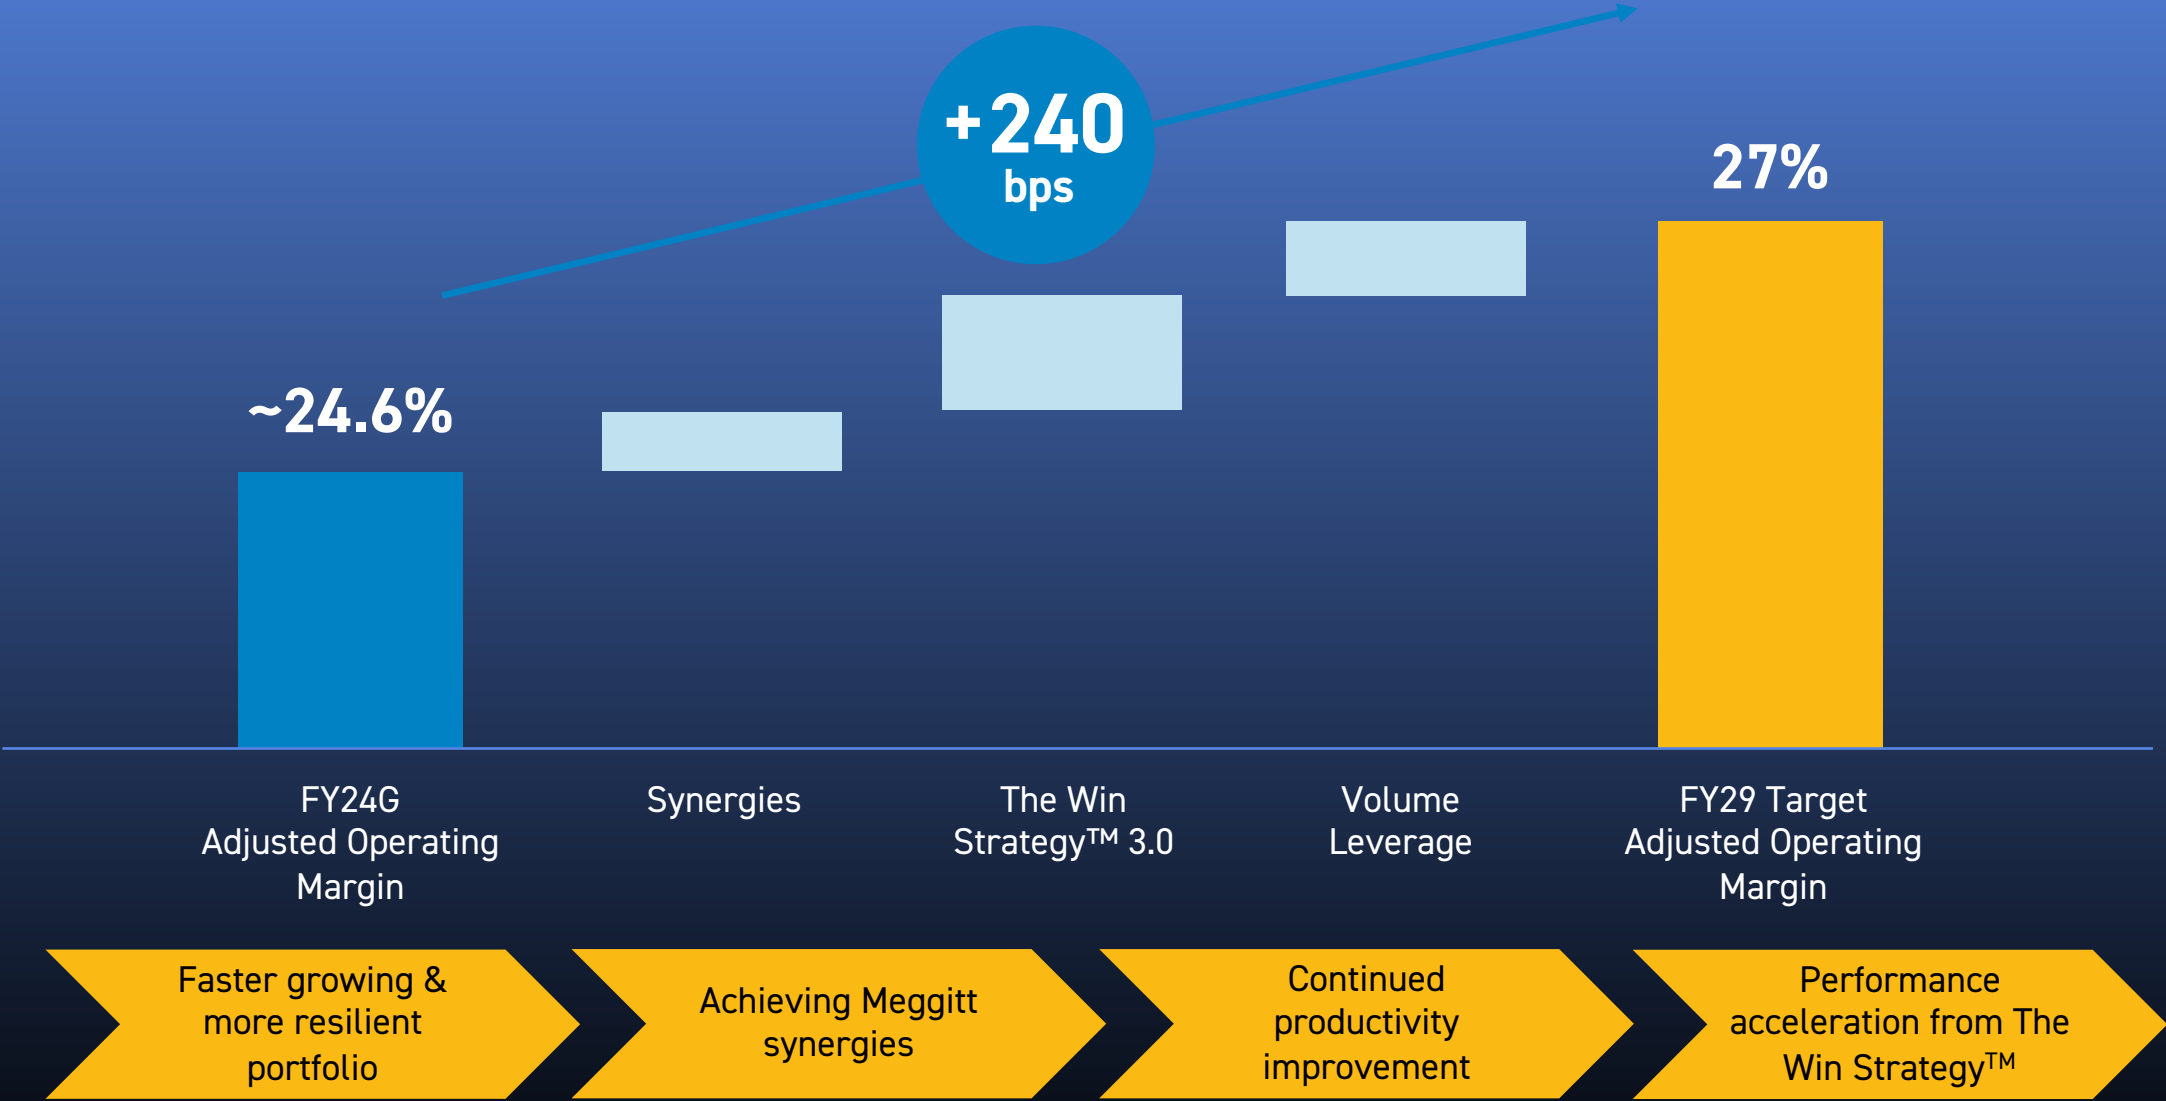 +240
bps
27%
~24.6%
FY24G
Adjusted Operating
Margin
Synergies
The Win
Strategy™ 3.0
Volume
Leverage
FY29 Target
Adjusted Operating
Margin
Faster growing &
more resilient
portfolio
Achieving Meggitt
synergies
Continued
productivity
improvement
Performance
acceleration from The
Win Strategy™